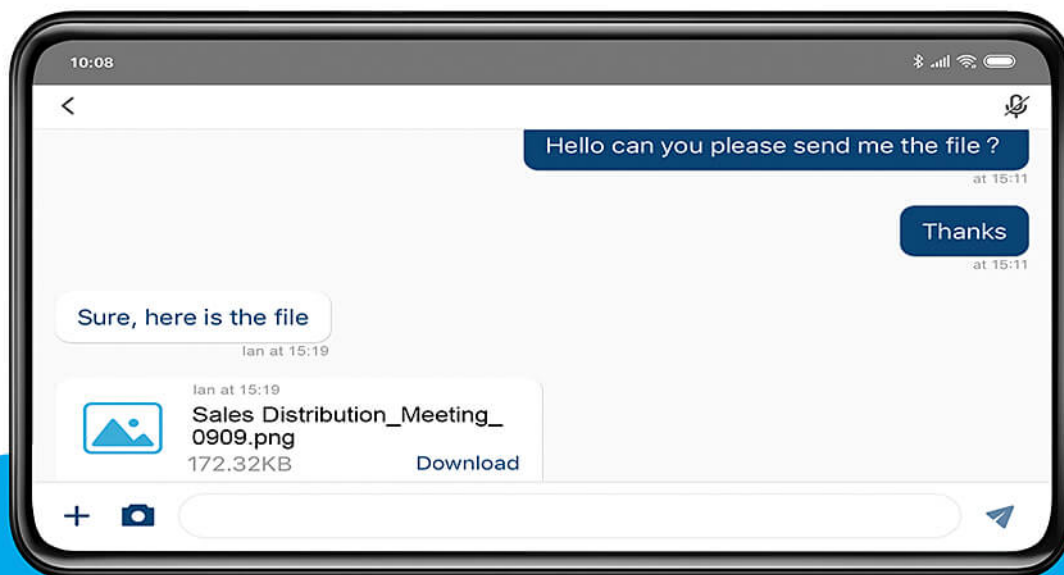 10:08
Hello can you please send me the file ?
at 15:11
Thanks
at 15:11
Sure, here is the file
Ian at 15:19
Ian at 15:19
Sales Distribution_Meeting_
0909.png
172.32KB Download